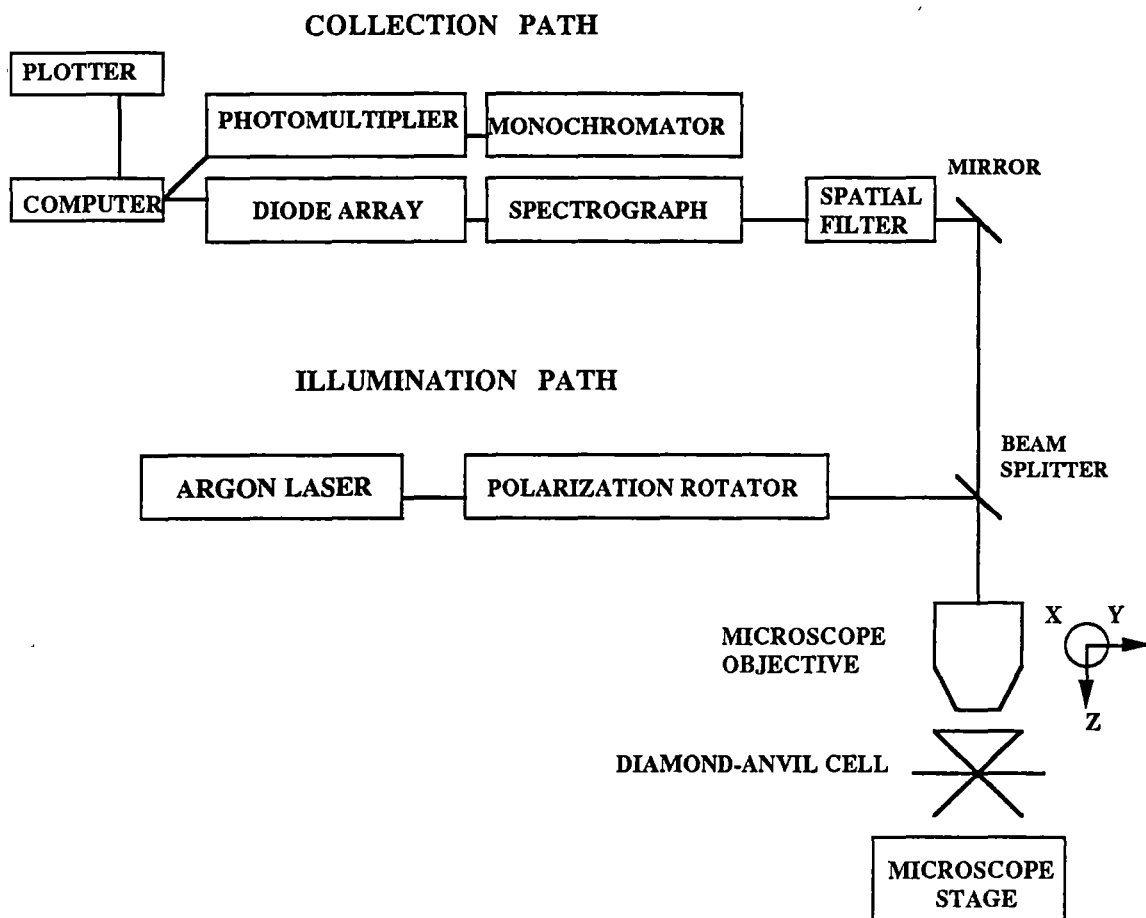 COLLECTION PATH
PLOTTER
PHOTOMULTIPLIER
MONOCHROMATOR
MIRROR
COMPUTER
DIODE ARRAY
SPECTROGRAPH
SPATIAL
FILTER
ILLUMINATION PATH
BEAM
SPLITTER
ARGON LASER
POLARIZATION ROTATOR
MICROSCOPE
OBJECTIVE
X
Y
Z
DIAMOND-ANVIL CELL
MICROSCOPE
STAGE